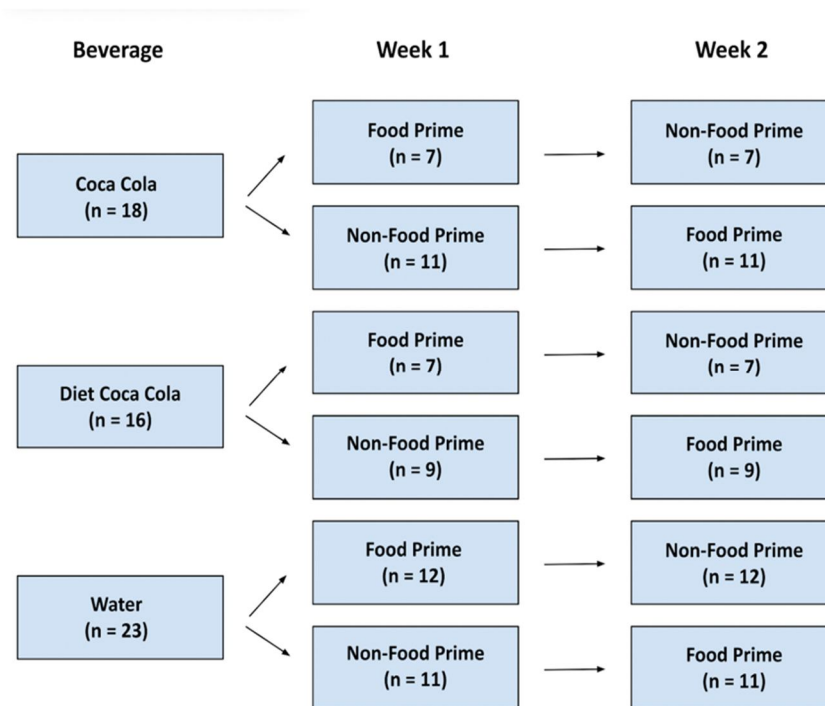 Beverage
Week 1
Week 2
Coca Cola
(n = 18)
Food Prime
(n = 7)
Non-Food Prime
(n = 7)
Non-Food Prime
(n = 11)
Food Prime
(n = 11)
Diet Coca Cola
(n = 16)
Food Prime
(n = 7)
Non-Food Prime
(n = 7)
Non-Food Prime
(n = 9)
Food Prime
(n = 9)
Water
(n = 23)
Food Prime
(n = 12)
Non-Food Prime
(n = 12)
Non-Food Prime
(n = 11)
Food Prime
(n = 11)